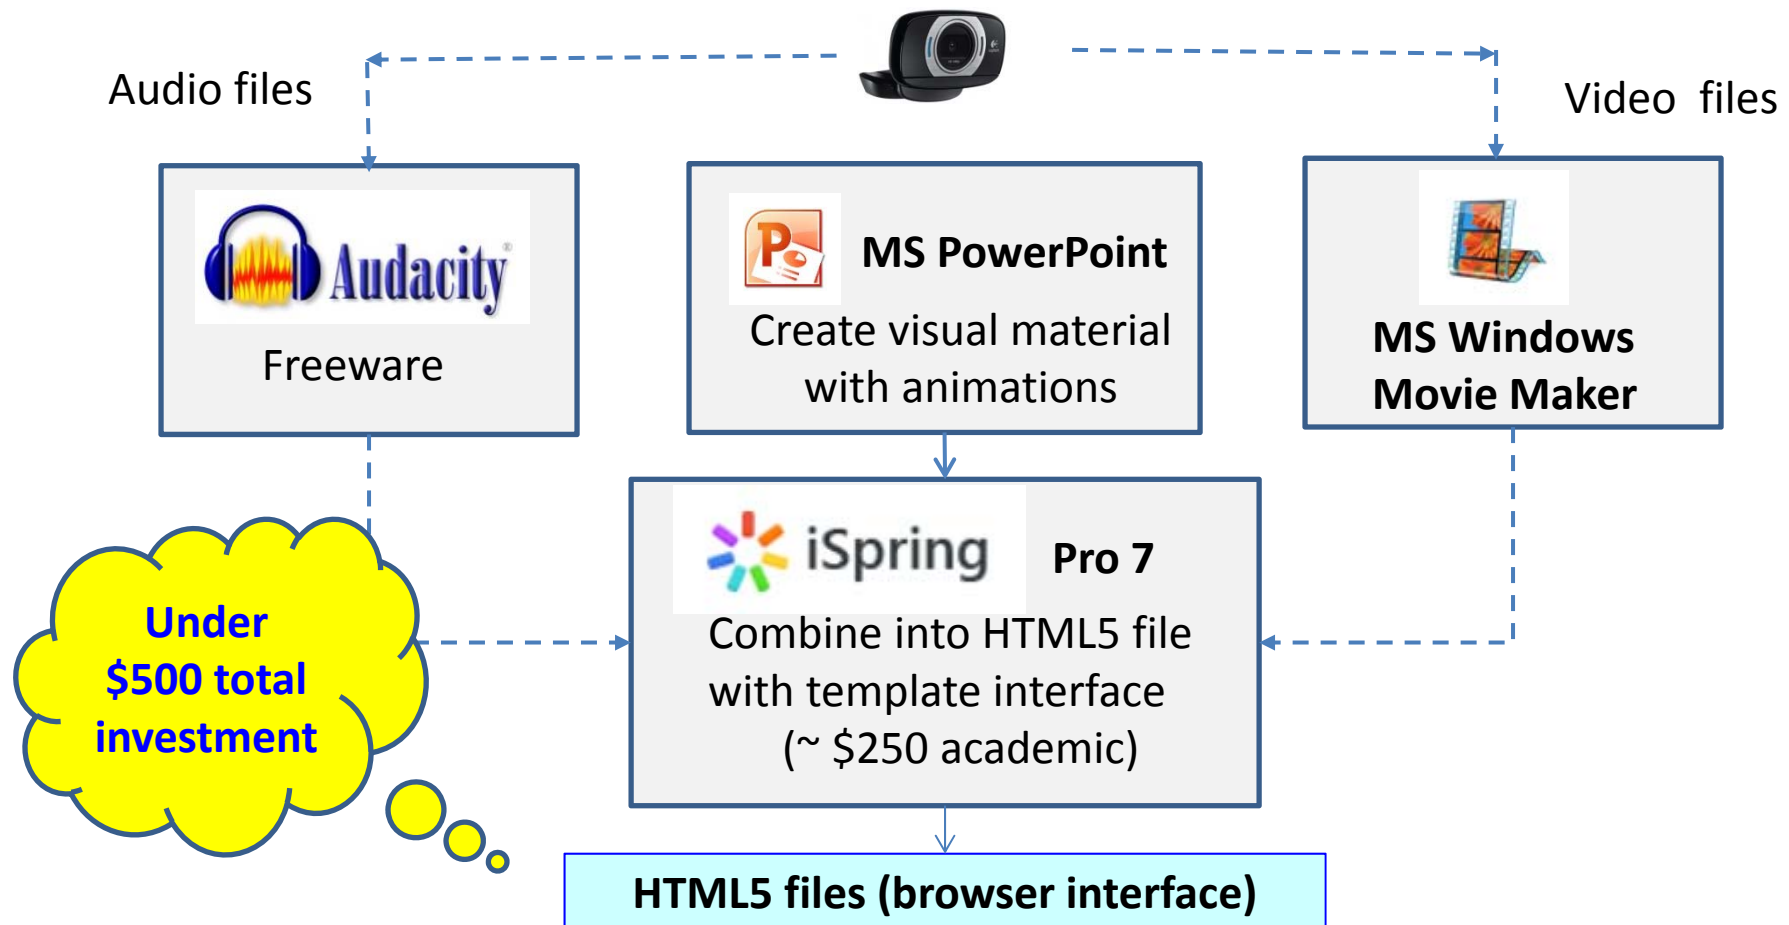 Audio files
Video files
Audacity®
Freeware
MS PowerPoint
Create visual material
with animations
MS Windows
Movie Maker
iSpring Pro 7
Combine into HTML5 file
with template interface
(~ $250 academic)
Under
$500 total
investment
HTML5 files (browser interface)